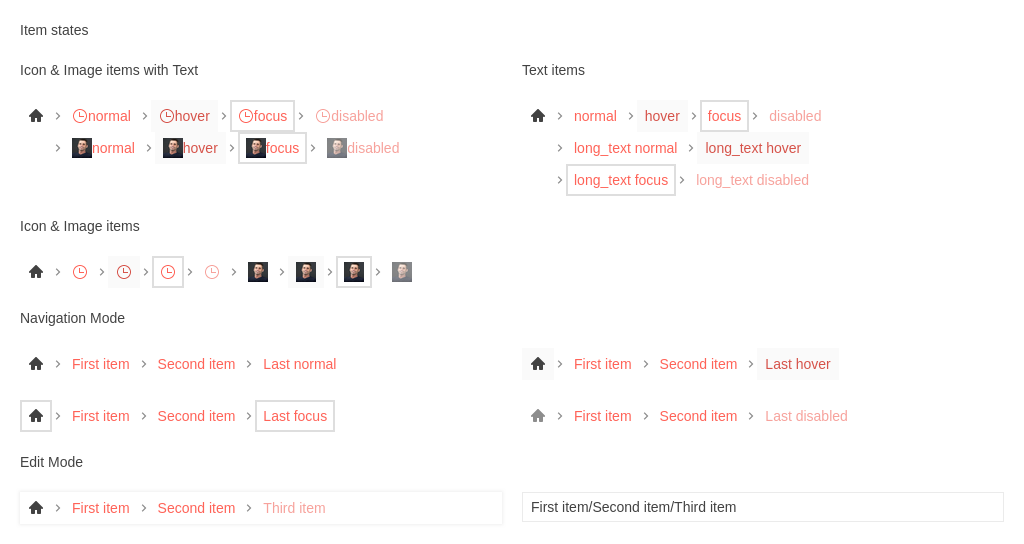 Item states
Icon & Image items with Text
normal hover focus disabled
normal hover focus disabled
Text items
normal hover focus disabled
long_text normal long_text hover
long_text focus long_text disabled
Icon & Image items
Navigation Mode
First item Second item Last normal
First item Second item Last hover
First item Second item Last focus
First item Second item Last disabled
Edit Mode
First item Second item Third item
First item/Second item/Third item